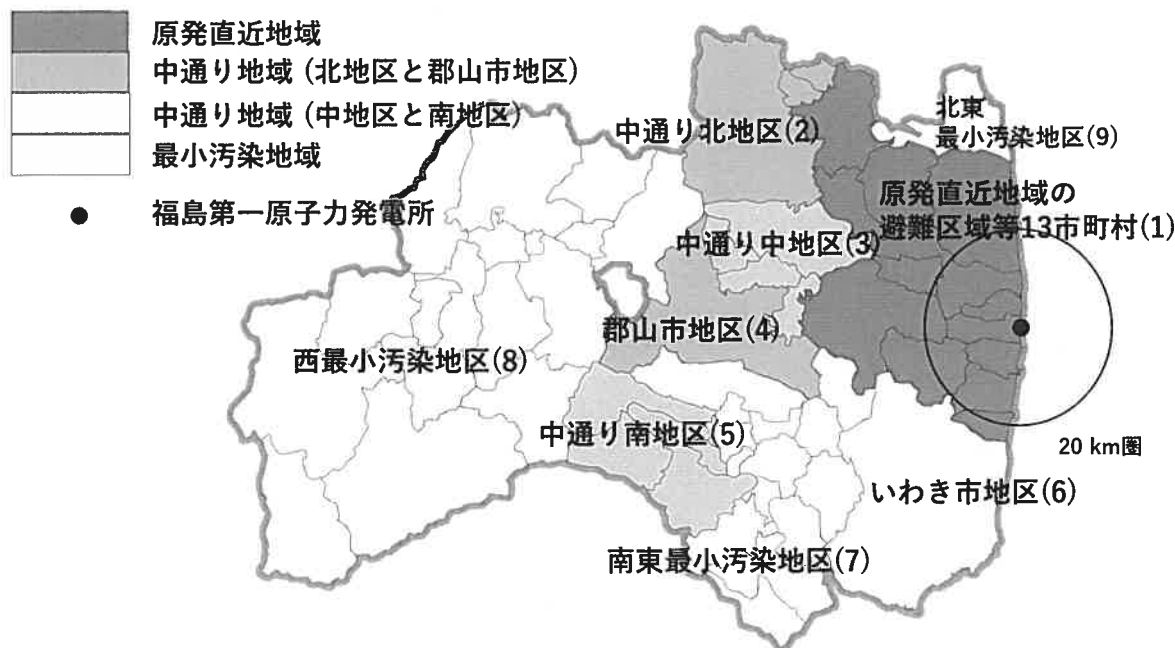 原発直近地域
中通り地域 (北地区と郡山市地区)
中通り地域 (中地区と南地区)
最小汚染地域
福島第一原子力発電所
中通り北地区(2)
北東
最小汚染地区(9)
原発直近地域の
避難区域等13市町村(1)
中通り中地区(3)
郡山市地区(4)
西最小汚染地区(8)
中通り南地区(5)
20 km圏
いわき市地区(6)
南東最小汚染地区(7)